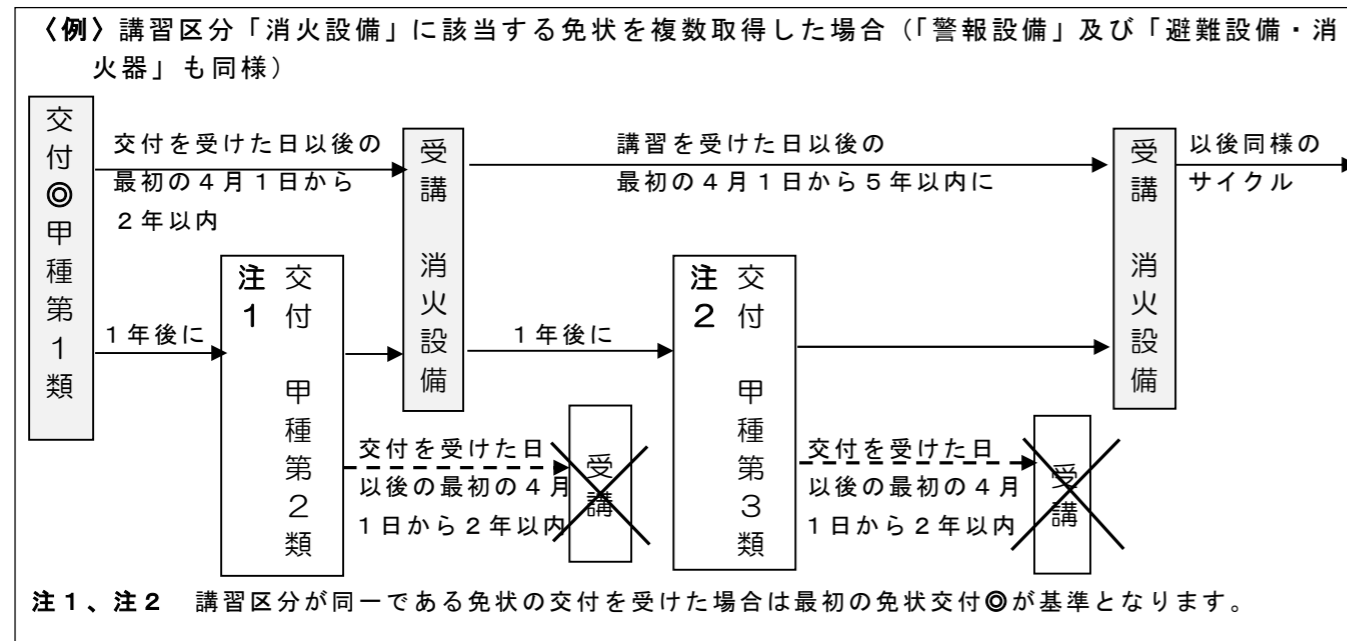 〈例〉講習区分「消火設備」に該当する免状を複数取得した場合（「警報設備」及び「避難設備・消
火器」も同様）
交付◎甲種第1類
交付を受けた日以後の
最初の４月１日から
２年以内
受講　消火設備
講習を受けた日以後の
最初の４月１日から５年以内に
受講　消火設備
以後同様の
サイクル
１年後に
注1
交付　甲種第２類
１年後に
注2
交付　甲種第３類
交付を受けた日
以後の最初の４月
１日から２年以内
受講
交付を受けた日
以後の最初の４月
１日から２年以内
受講
注１、注２　講習区分が同一である免状の交付を受けた場合は最初の免状交付◎が基準となります。